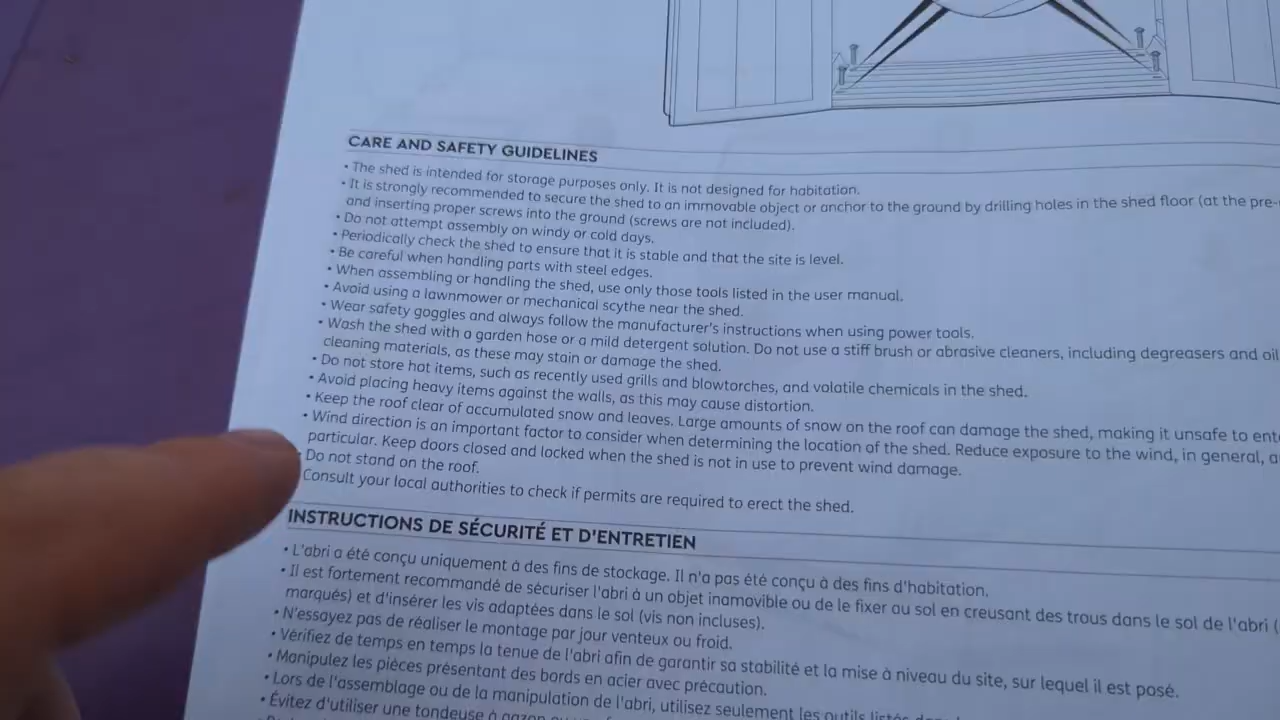 CARE AND SAFETY GUIDELINES
• The shed is intended for storage purposes only. It is not designed for habitation.
• It is strongly recommended to secure the shed to an immovable object or anchor to the ground by drilling holes in the shed floor (at the pre-
and inserting proper screws into the ground (screws are not included).
• Do not attempt assembly on windy or cold days.
• Periodically check the shed to ensure that it is stable and that the site is level.
• Be careful when handling parts with steel edges.
• When assembling or handling the shed, use only those tools listed in the user manual.
• Avoid using a lawnmower or mechanical scythe near the shed.
• Wear safety goggles and always follow the manufacturer's instructions when using power tools.
• Wash the shed with a garden hose or a mild detergent solution. Do not use a stiff brush or abrasive cleaners, including degreasers and oil
cleaning materials, as these may stain or damage the shed.
• Do not store hot items, such as recently used grills and blowtorches, and volatile chemicals in the shed.
• Avoid placing heavy items against the walls, as this may cause distortion.
• Keep the roof clear of accumulated snow and leaves. Large amounts of snow on the roof can damage the shed, making it unsafe to
• Wind direction is an important factor to consider when determining the location of the shed. Reduce exposure to the wind, in general,
particular. Keep doors closed and locked when the shed is not in use to prevent wind damage.
Do not stand on the roof.
Consult your local authorities to check if permits are required to erect the shed.
INSTRUCTIONS DE SÉCURITÉ ET D'ENTRETIEN
• L'abri a été conçu uniquement à des fins de stockage. Il n'a pas été conçu à des fins d'habitation.
• Il est fortement recommandé de sécuriser l'abri à un objet inamovible ou de le fixer au sol en creusant des trous dans le sol de l'abri (
marqués) et d'insérer les vis adaptées dans le sol (vis non incluses).
• N'essayez pas de réaliser le montage par jour venteux ou froid.
• Vérifiez de temps en temps la tenue de l'abri afin de garantir sa stabilité et la mise à niveau du site, sur lequel il est posé.
• Manipulez les pièces présentant des bords en acier avec précaution.
• Lors de l'assemblage ou de la manipulation de l'abri, utilisez seulement les outils
• Évitez d'utiliser une tondeuse à gazon